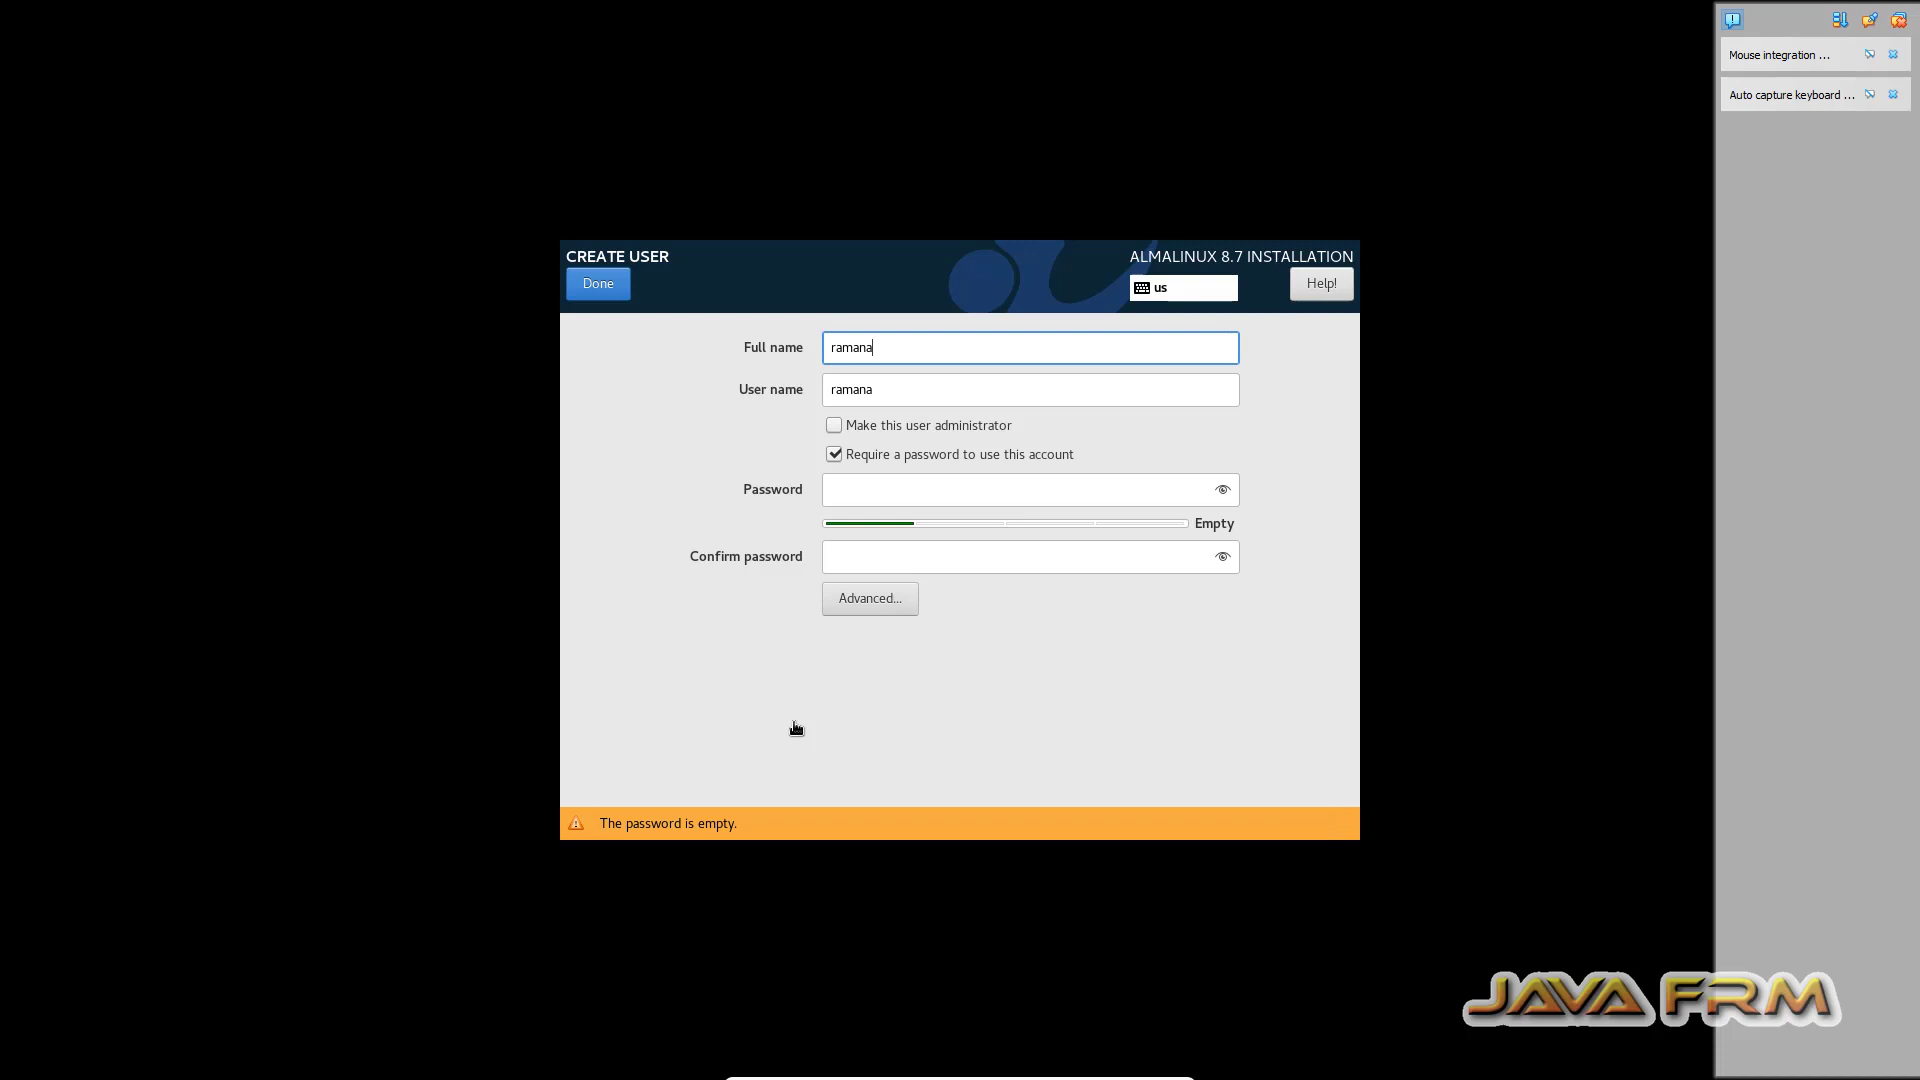 CREATE USER
ALMALINUX 8.7 INSTALLATION
Done
us
Help!
Full name
ramana
User name
ramana
Make this user administrator
Require a password to use this account
Password
Empty
Confirm password
Advanced...
The password is empty.
Mouse integration ...
Auto capture keyboard ...
JAVA FRM